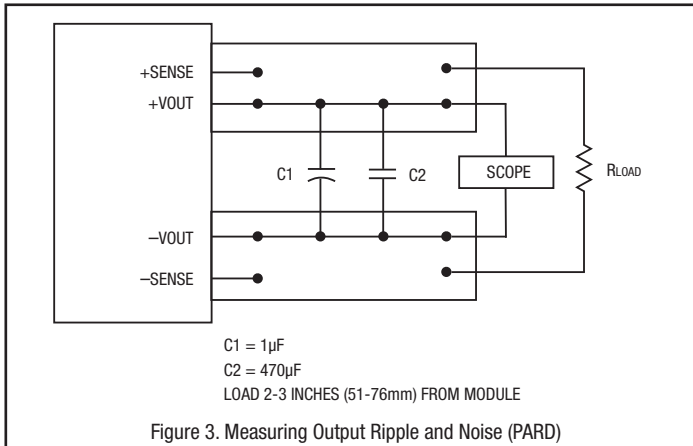 +SENSE
+VOUT
C1
C2
SCOPE
RLOAD
−VOUT
−SENSE
C1 = 1µF
C2 = 470µF
LOAD 2-3 INCHES (51-76mm) FROM MODULE
Figure 3. Measuring Output Ripple and Noise (PARD)